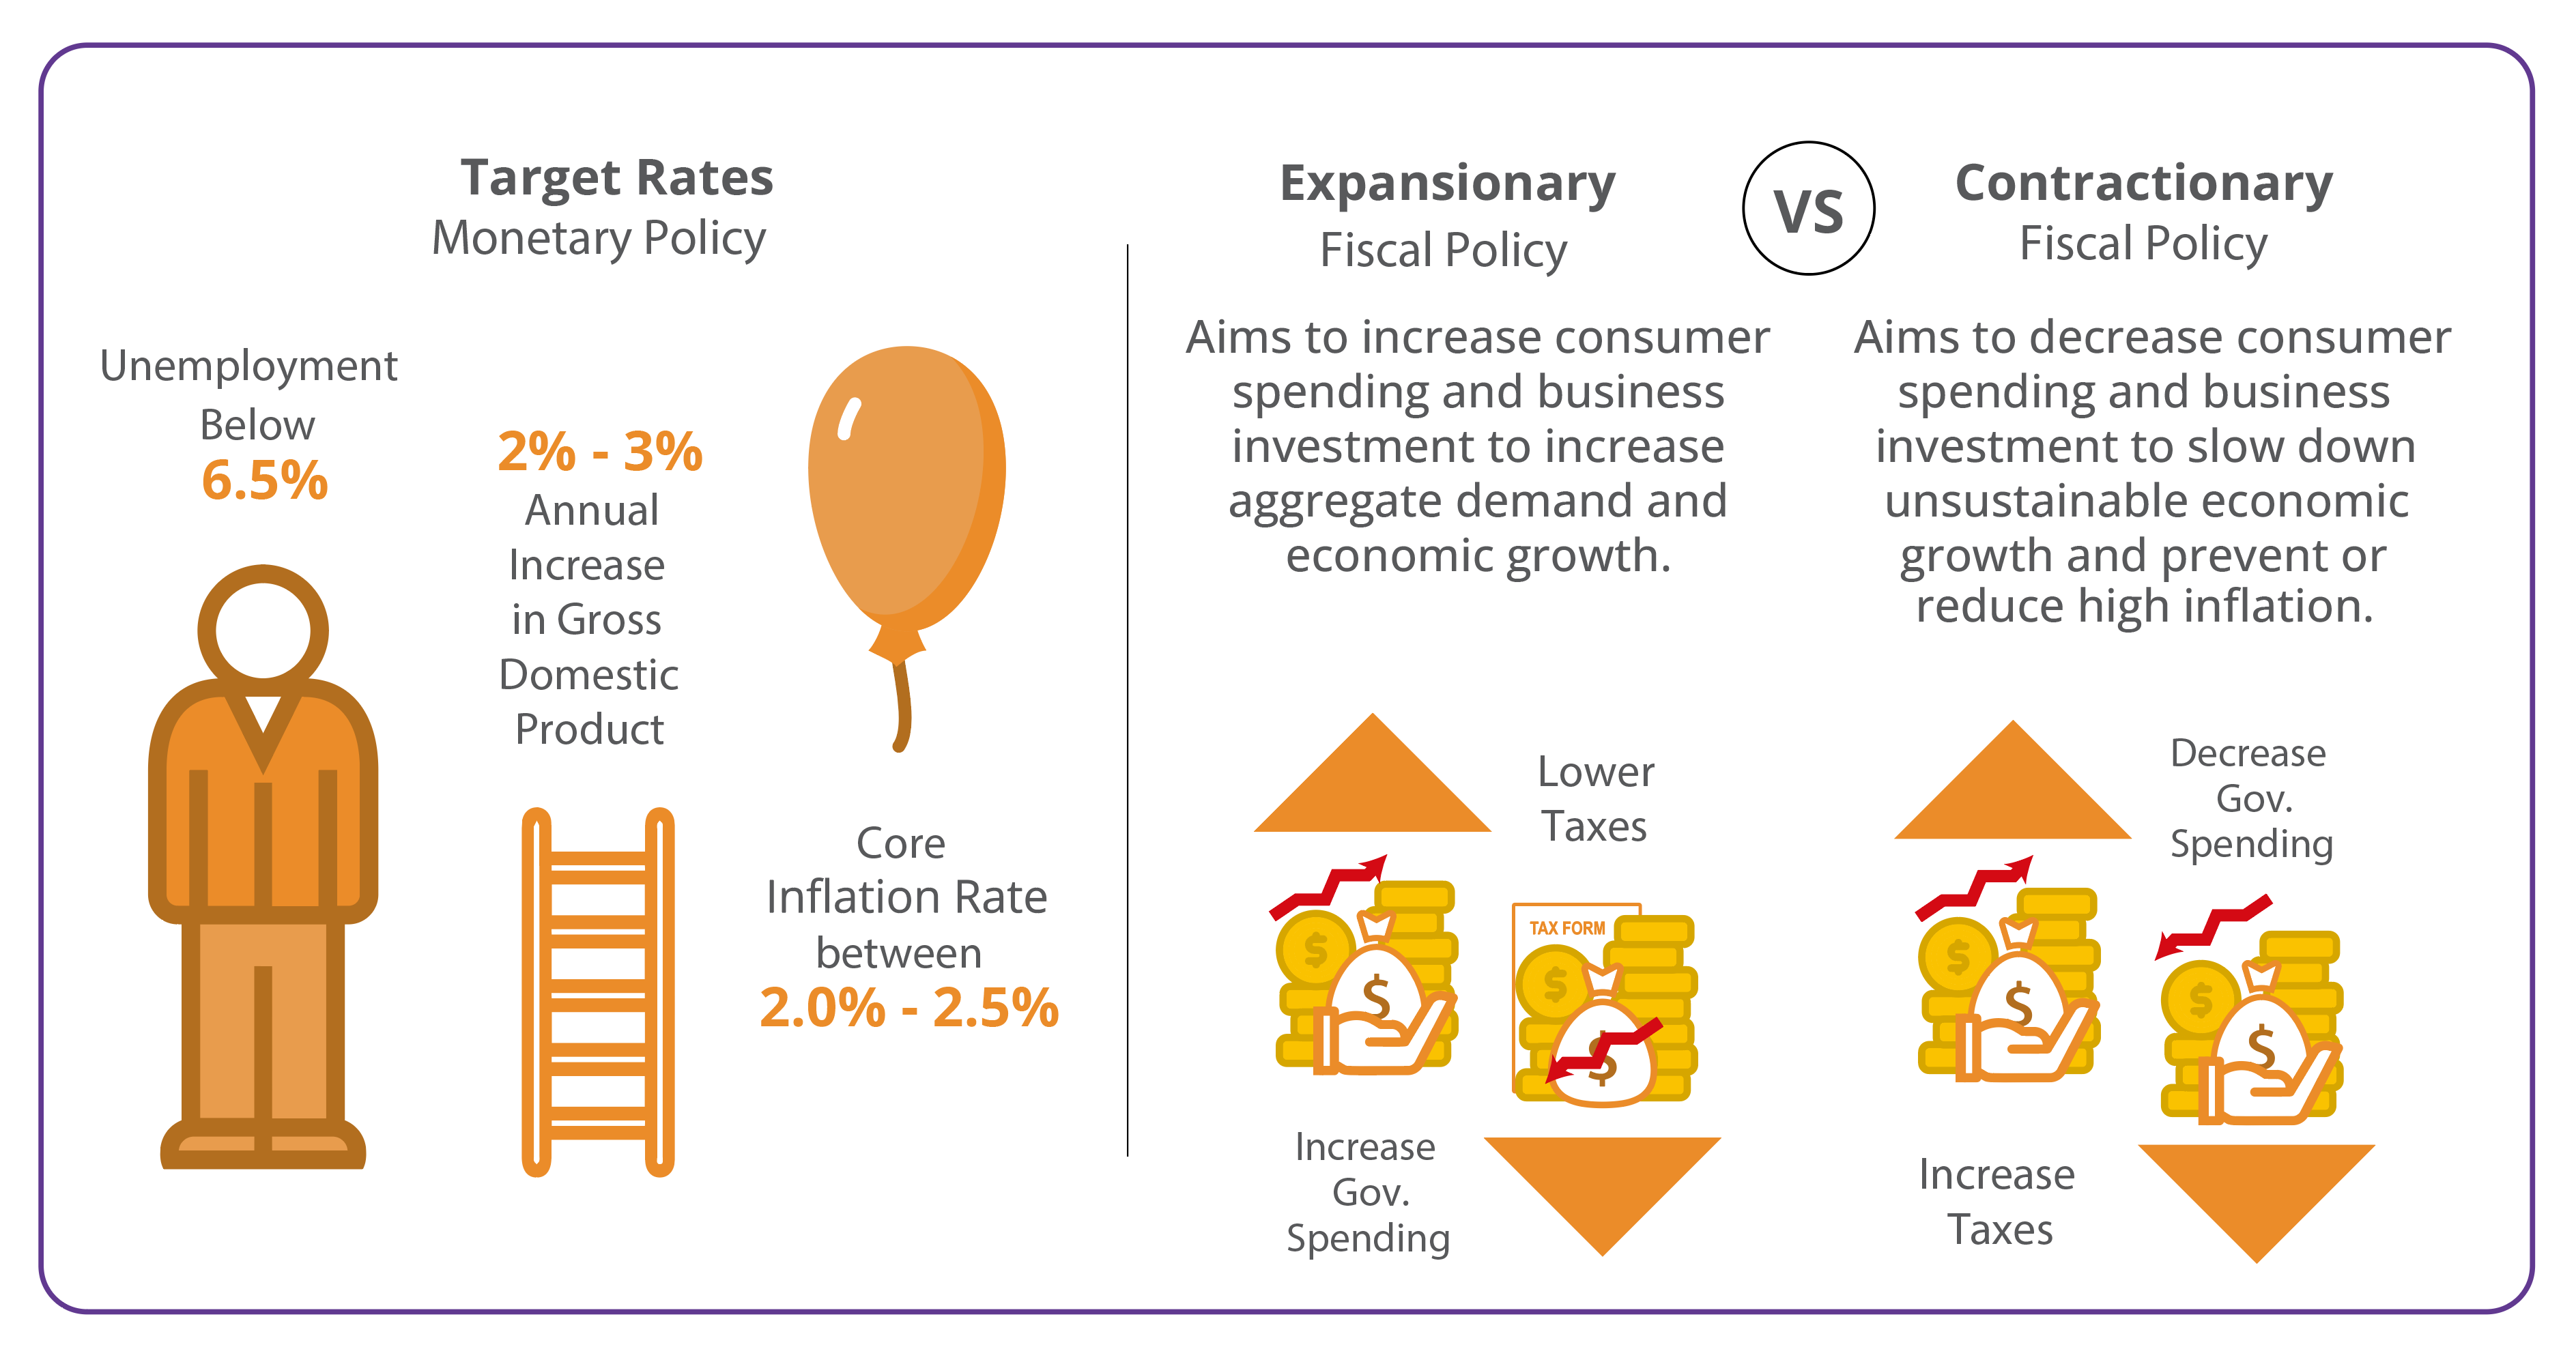 Target Rates
Monetary Policy
Unemployment
Below
6.5%
2% - 3%
Annual
Increase
in Gross
Domestic
Product
Core
Inflation Rate
between
2.0% - 2.5%
Expansionary
Fiscal Policy
Aims to increase consumer
spending and business
investment to increase
aggregate demand and
economic growth.
Lower
Taxes
$
$
TAX FORM
$
$
Increase
Gov.
Spending
VS
Contractionary
Fiscal Policy
Aims to decrease consumer
spending and business
investment to slow down
unsustainable economic
growth and prevent or
reduce high inflation.
Decrease
Gov.
Spending
$
$
$
$
Increase
Taxes